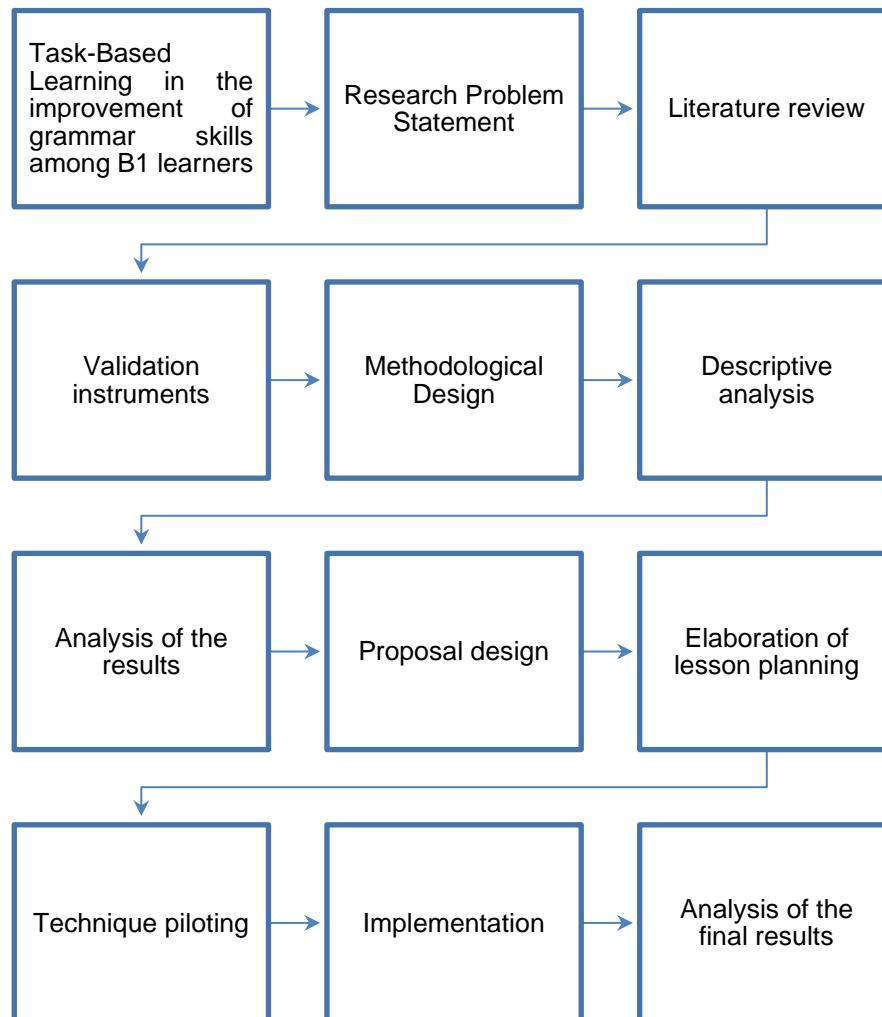 Task-Based
Learning in the
improvement of
grammar skills
among B1 learners
Research Problem
Statement
Literature review
Validation
instruments
Methodological
Design
Descriptive
analysis
Analysis of the
results
Proposal design
Elaboration of
lesson planning
Technique piloting
Implementation
Analysis of the
final results